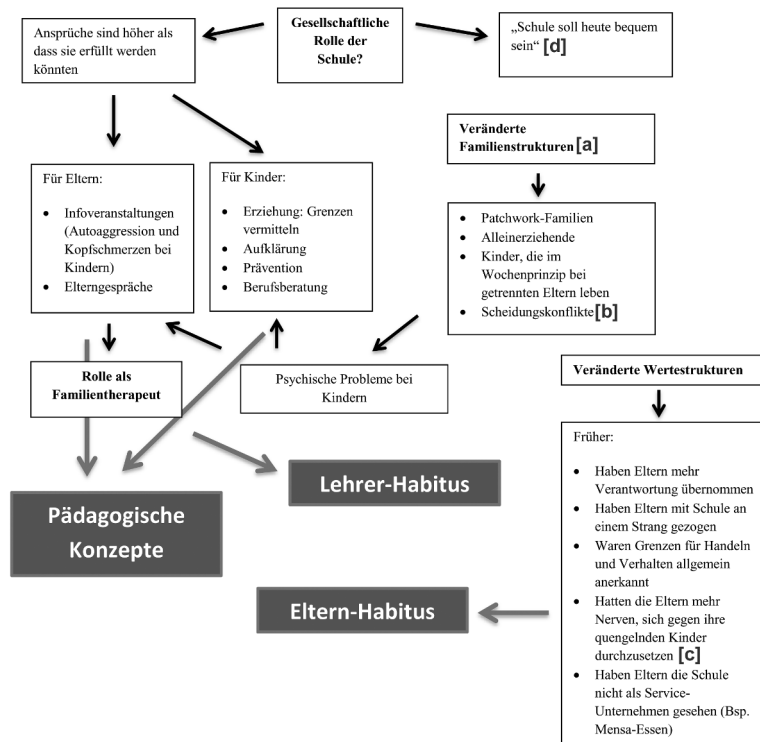 Ansprüche sind höher als
dass sie erfüllt werden
könnten
Gesellschaftliche
Rolle der
Schule?
„Schule soll heute bequem
sein“ [d]
Veränderte
Familienstrukturen [a]
Für Eltern:
• Infoveranstaltungen
(Autoaggression und
Kopfschmerzen bei
Kindern)
• Elterngespräche
Für Kinder:
• Erziehung: Grenzen
vermitteln
• Aufklärung
• Prävention
• Berufsberatung
• Patchwork-Familien
• Alleinerziehende
• Kinder, die im
Wochenprinzip bei
getrennten Eltern leben
• Scheidungskonflikte[b]
Rolle als
Familientherapeut
Psychische Probleme bei
Kindern
Veränderte Wertestrukturen
Früher:
• Haben Eltern mehr
Verantwortung übernommen
• Haben Eltern mit Schule an
einem Strang gezogen
• Waren Grenzen für Handeln
und Verhalten allgemein
anerkannt
• Hatten die Eltern mehr
Nerven, sich gegen ihre
quengelnden Kinder
durchzusetzen [c]
• Haben Eltern die Schule
nicht als Service-
Unternehmen gesehen (Bsp.
Mensa-Essen)
Lehrer-Habitus
Pädagogische
Konzepte
Eltern-Habitus